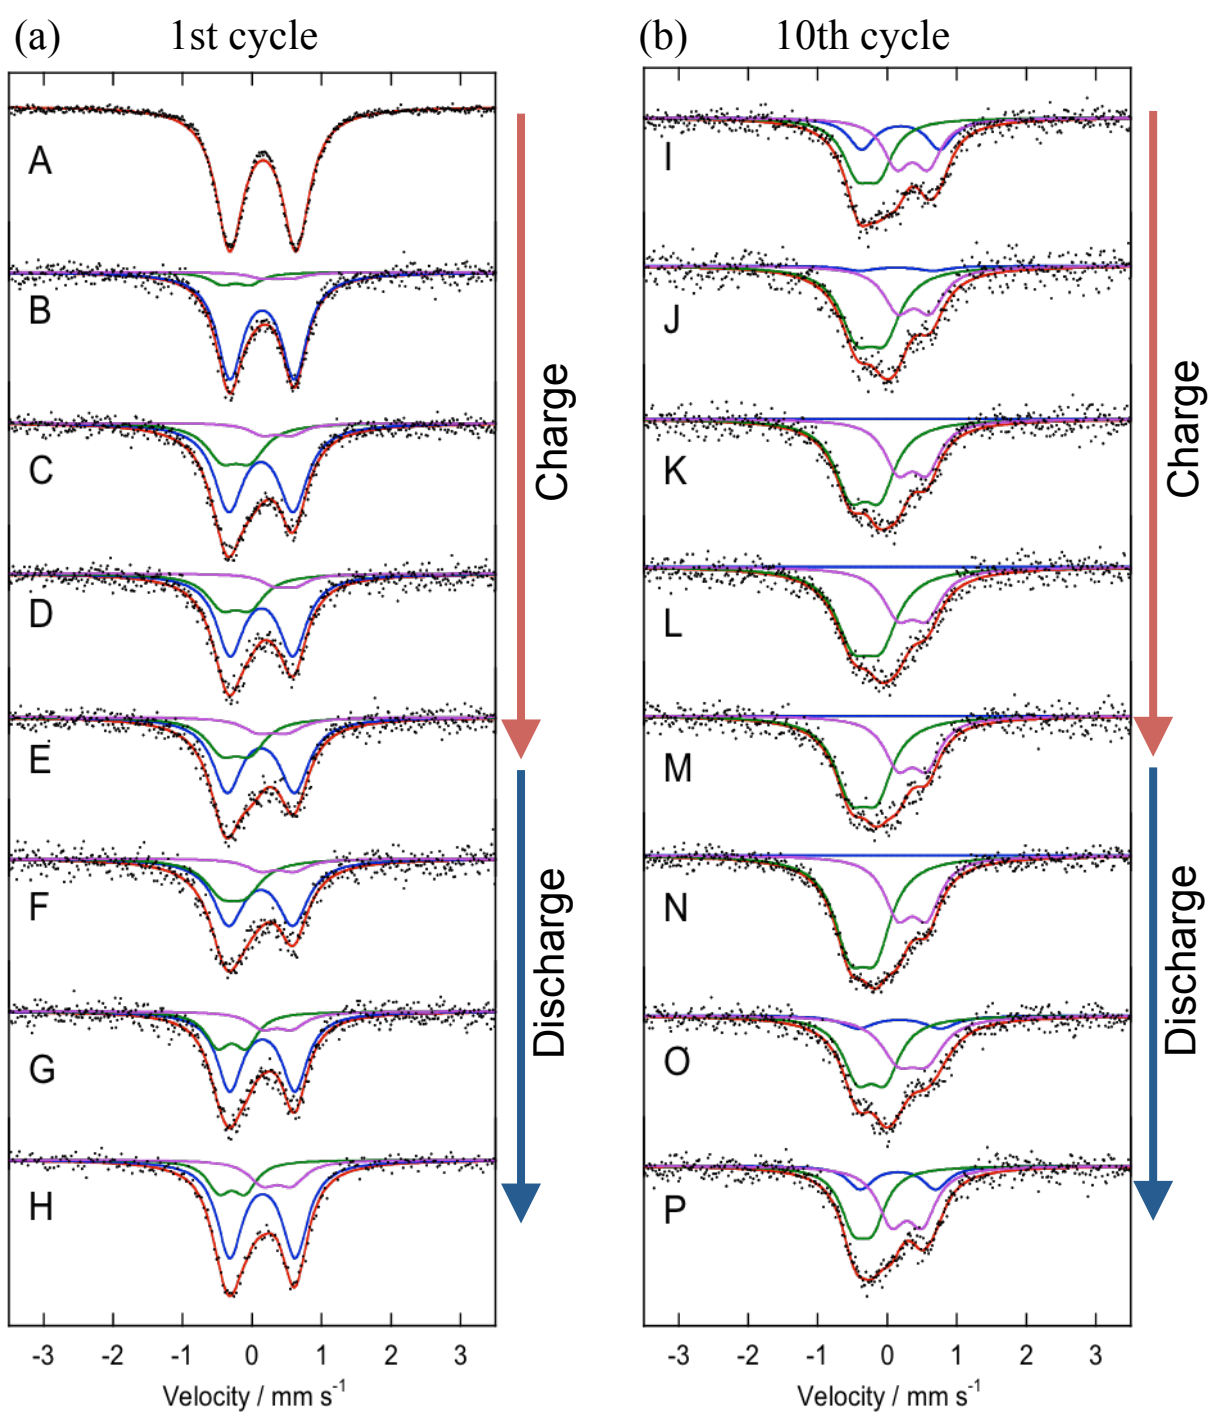 (a) 1st cycle
A
B
C
D
E
F
G
H
Charge
Discharge
-3 -2 -1 0 1 2 3
Velocity / mm s⁻¹
(b) 10th cycle
I
J
K
L
M
N
O
P
Charge
Discharge
-3 -2 -1 0 1 2 3
Velocity / mm s⁻¹